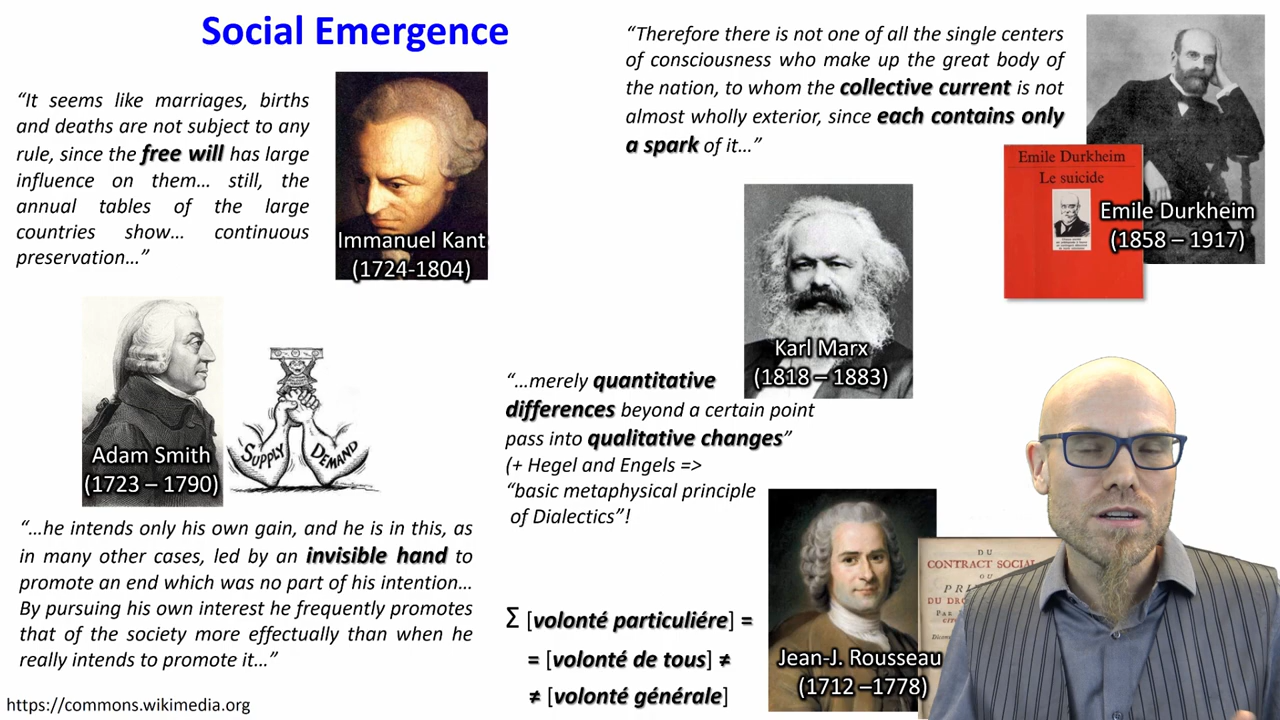 Social Emergence
“It seems like marriages, births
and deaths are not subject to any
rule, since the free will has large
influence on them… still, the
annual tables of the large
countries show… continuous
preservation…”
Immanuel Kant
(1724-1804)
“Therefore there is not one of all the single centers
of consciousness who make up the great body of
the nation, to whom the collective current is not
almost wholly exterior, since each contains only
a spark of it…”
Emile Durkheim
Le suicide
Emile Durkheim
(1858 – 1917)
Karl Marx
(1818 – 1883)
“…merely quantitative
differences beyond a certain point
pass into qualitative changes”
(+ Hegel and Engels =>
“basic metaphysical principle
of Dialectics”!
Adam Smith
(1723 – 1790)
SUPPLY
DEMAND
“…he intends only his own gain, and he is in this, as
in many other cases, led by an invisible hand to
promote an end which was no part of his intention…
By pursuing his own interest he frequently promotes
that of the society more effectually than when he
really intends to promote it…”
Σ [volonté particuliére] =
= [volonté de tous] ≠
≠ [volonté générale]
Jean-J. Rousseau
(1712 –1778)
DU
CONTRACT SOCIAL
OU
PRI
DU DRO
https://commons.wikimedia.org